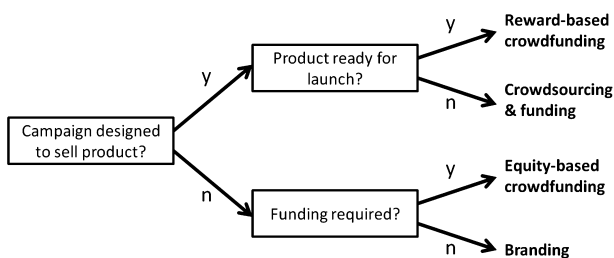 Campaign designed
to sell product?
y
n
Product ready for
launch?
y
n
Reward-based
crowdfunding
Crowdsourcing
& funding
Funding required?
y
n
Equity-based
crowdfunding
Branding